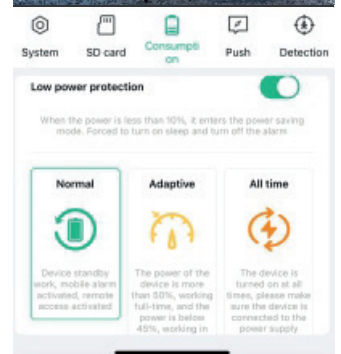 System SD card Consumpti Push Detection
on
Low power protection
When the power is less than 10%, it enters the power saving
mode. Forced to turn on sleep and turn off the alarm
Normal
Device standby
work, mobile alarm
activated, remote
access activated
Adaptive
The power of the
device is more
than 50%, working
full-time, and the
power is below
45%, working in
All time
The device is
turned on at all
times, please make
sure the device is
connected to the
power supply